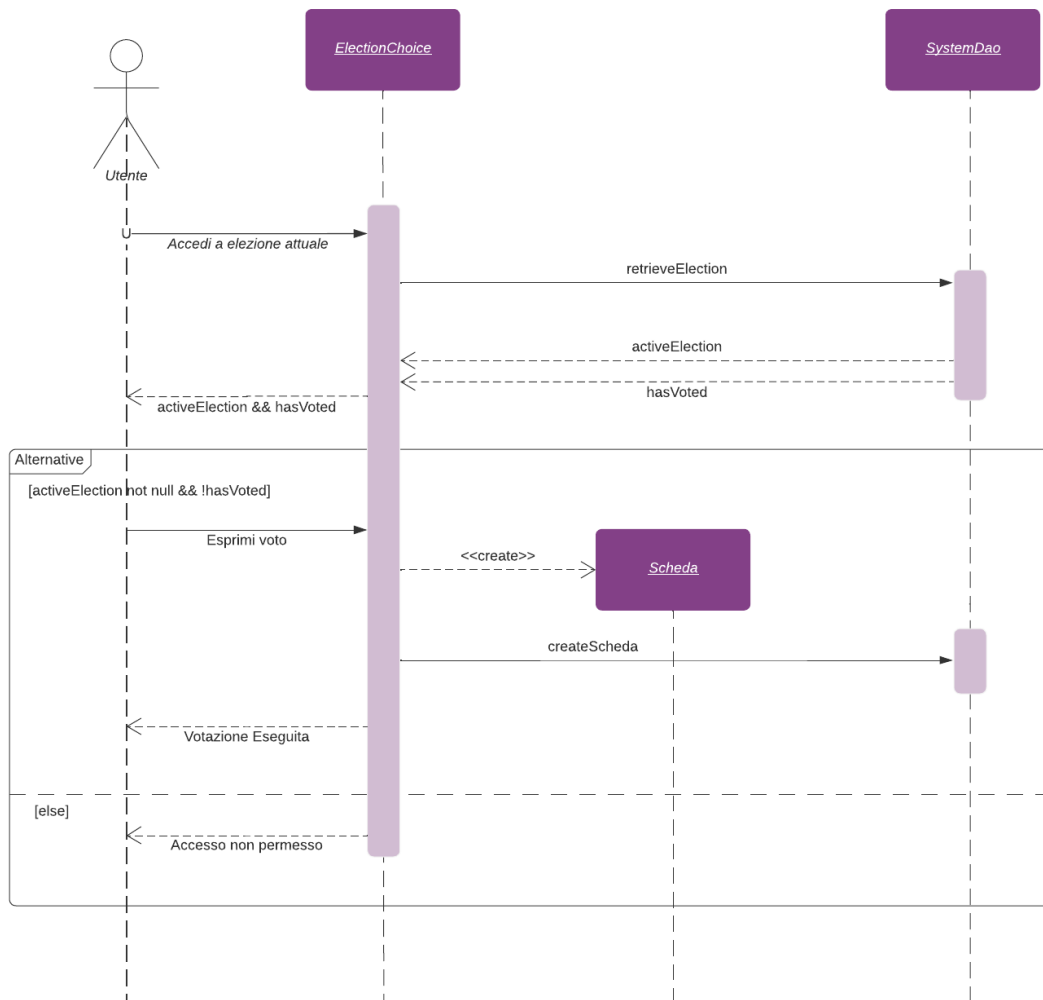 ElectionChoice
SystemDao
Utente
U
Accedi a elezione attuale
retrieveElection
activeElection
hasVoted
activeElection && hasVoted
Alternative
[activeElection not null && !hasVoted]
Esprimi voto
<<create>>
Scheda
createScheda
Votazione Eseguita
[else]
Accesso non permesso